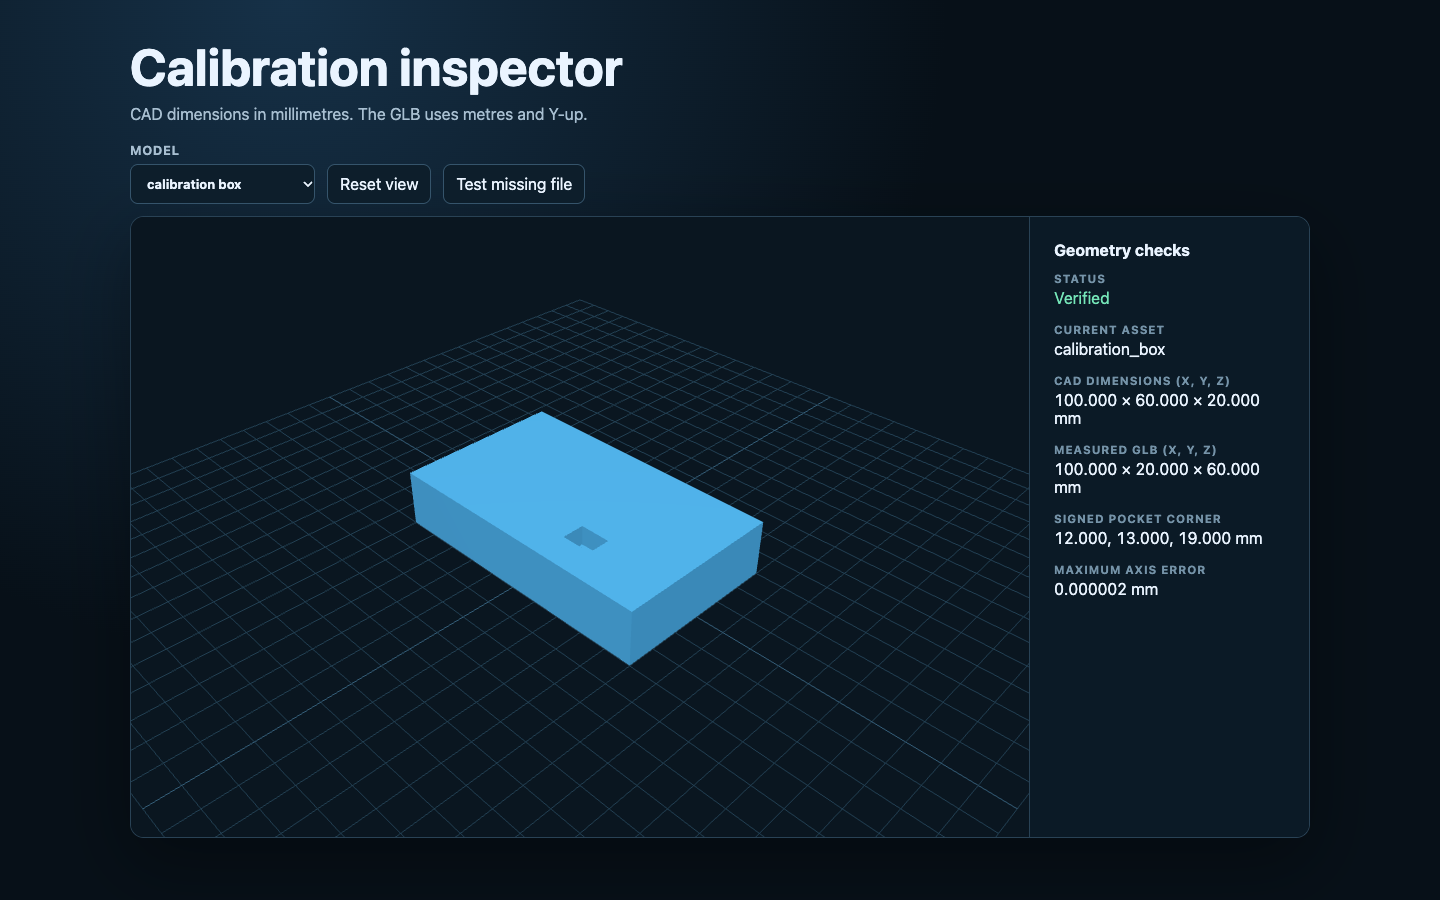 Calibration inspector
CAD dimensions in millimetres. The GLB uses metres and Y-up.
MODEL
calibration box
Reset view
Test missing file
Geometry checks
STATUS
Verified
CURRENT ASSET
calibration_box
CAD DIMENSIONS (X, Y, Z)
100.000 × 60.000 × 20.000
mm
MEASURED GLB (X, Y, Z)
100.000 × 20.000 × 60.000
mm
SIGNED POCKET CORNER
12.000, 13.000, 19.000 mm
MAXIMUM AXIS ERROR
0.000002 mm